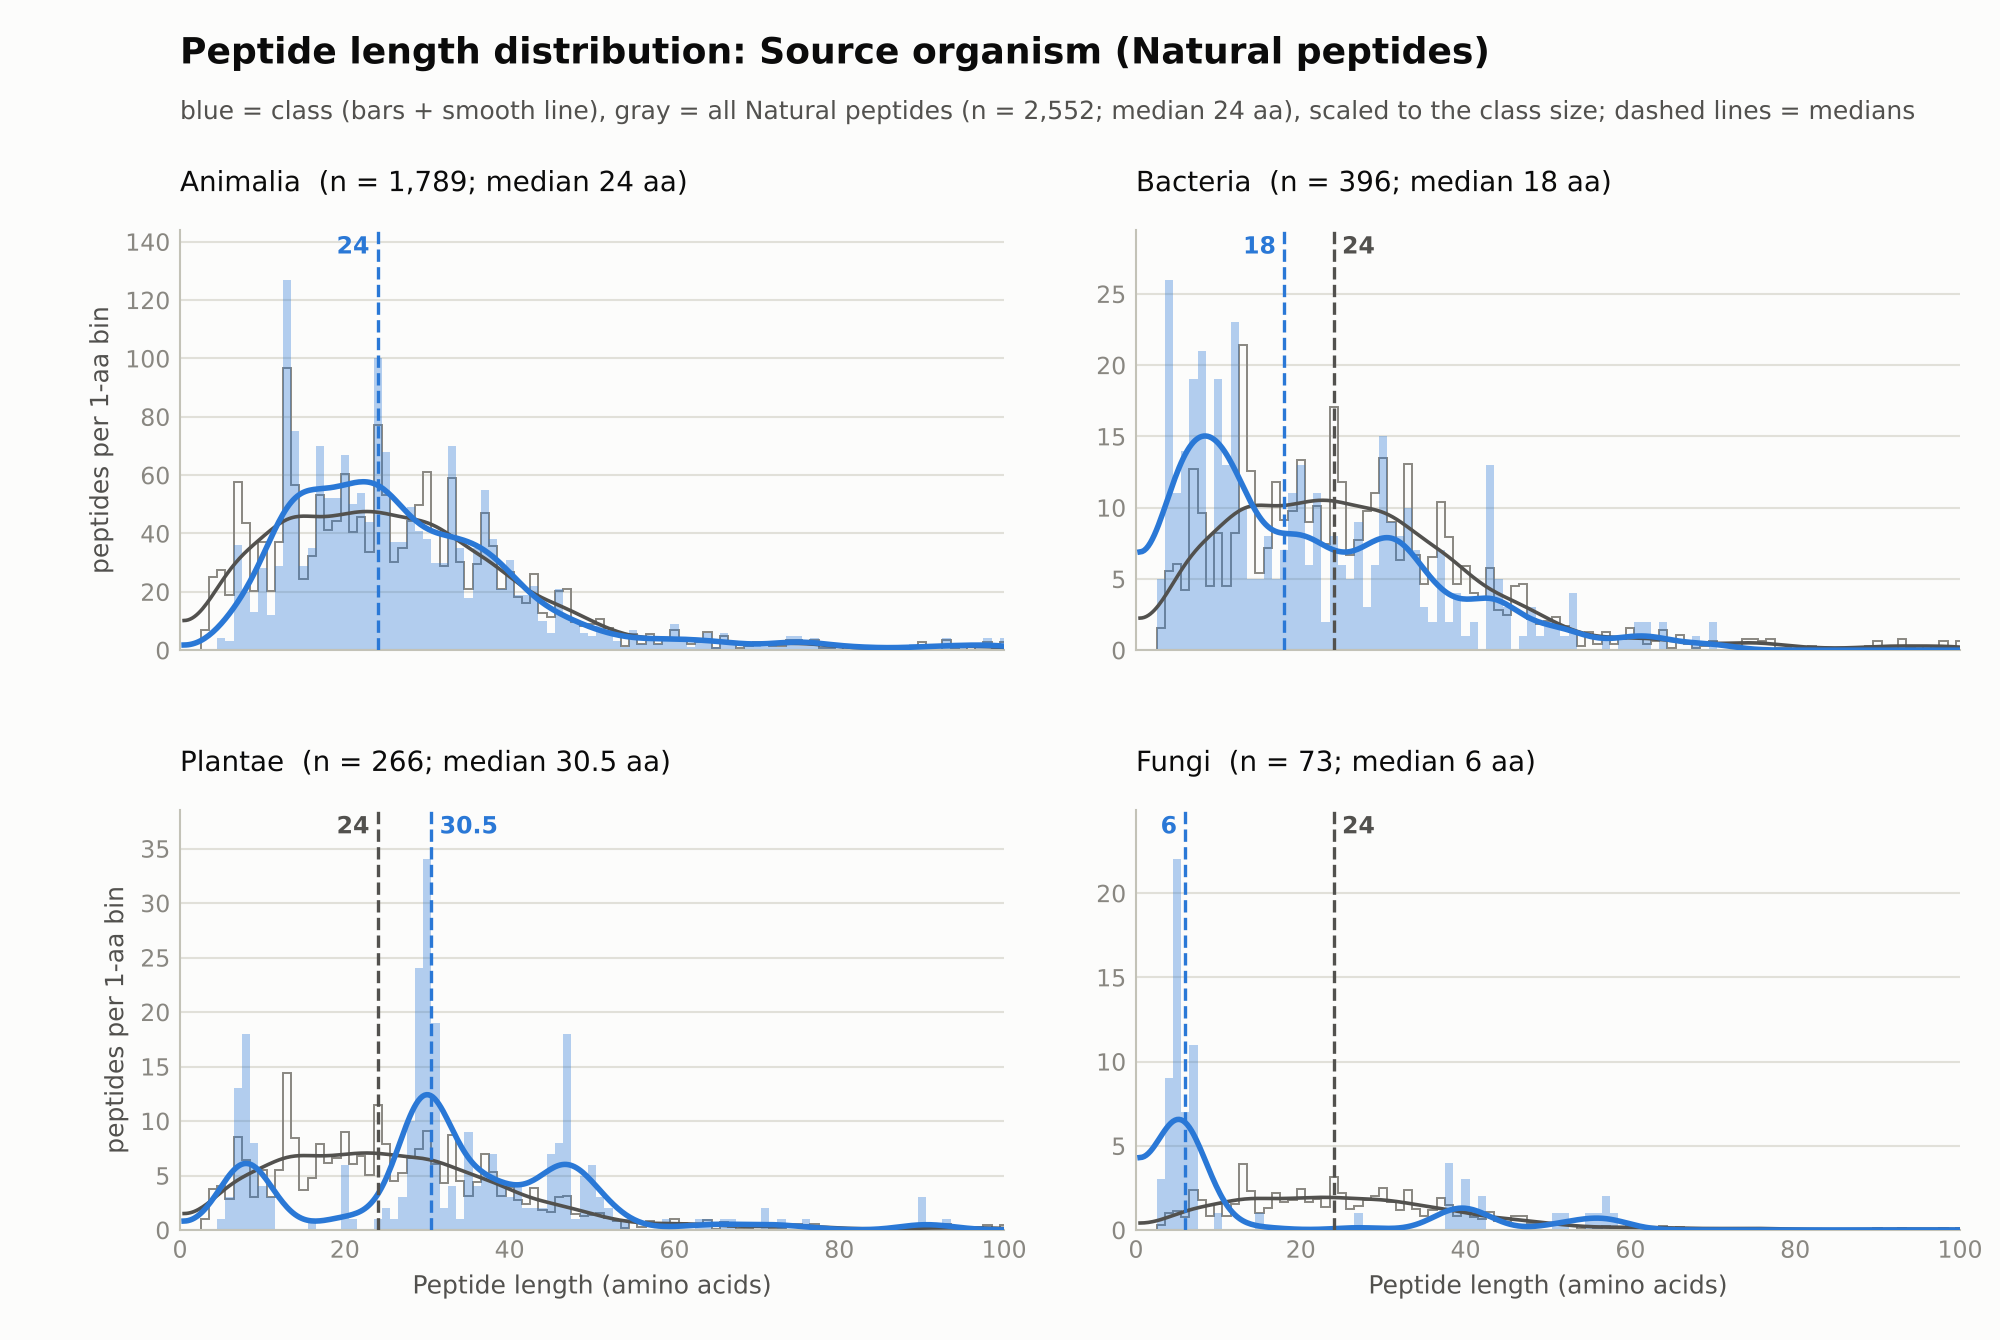 Peptide length distribution: Source organism (Natural peptides)
blue = class (bars + smooth line), gray = all Natural peptides (n = 2,552; median 24 aa), scaled to the class size; dashed lines = medians
Animalia (n = 1,789; median 24 aa)
140
120
100
80
60
40
20
0
peptides per 1-aa bin
24
Bacteria (n = 396; median 18 aa)
25
20
15
10
5
0
18
24
Plantae (n = 266; median 30.5 aa)
35
30
25
20
15
10
5
0
peptides per 1-aa bin
24
30.5
0 20 40 60 80 100
Peptide length (amino acids)
Fungi (n = 73; median 6 aa)
20
15
10
5
0
6
24
0 20 40 60 80 100
Peptide length (amino acids)